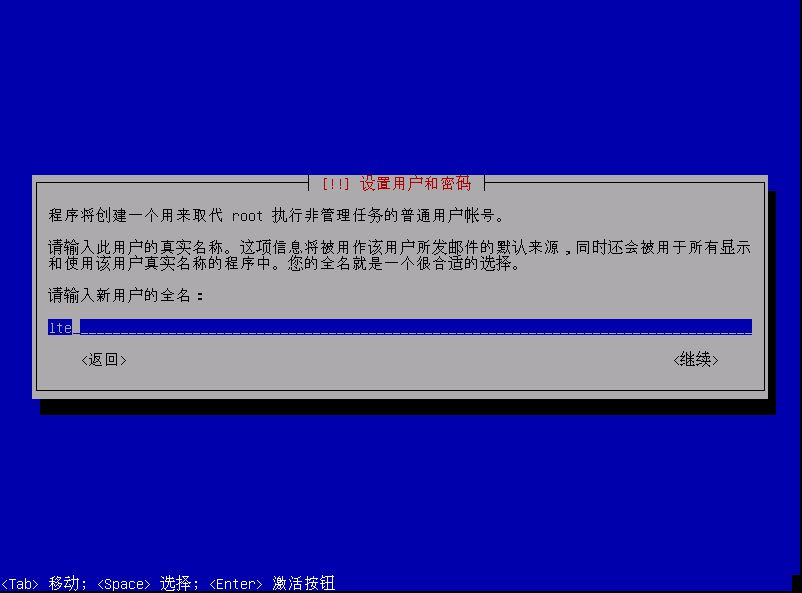 [!!] 设置用户和密码
程序将创建一个用来取代 root 执行非管理任务的普通用户帐号。
请输入此用户的真实名称。这项信息将被用作该用户所发邮件的默认来源，同时还会被用于所有显示
和使用该用户真实名称的程序中。您的全名就是一个很合适的选择。
请输入新用户的全名：
lte
<返回> <继续>
<Tab> 移动; <Space> 选择; <Enter> 激活按钮